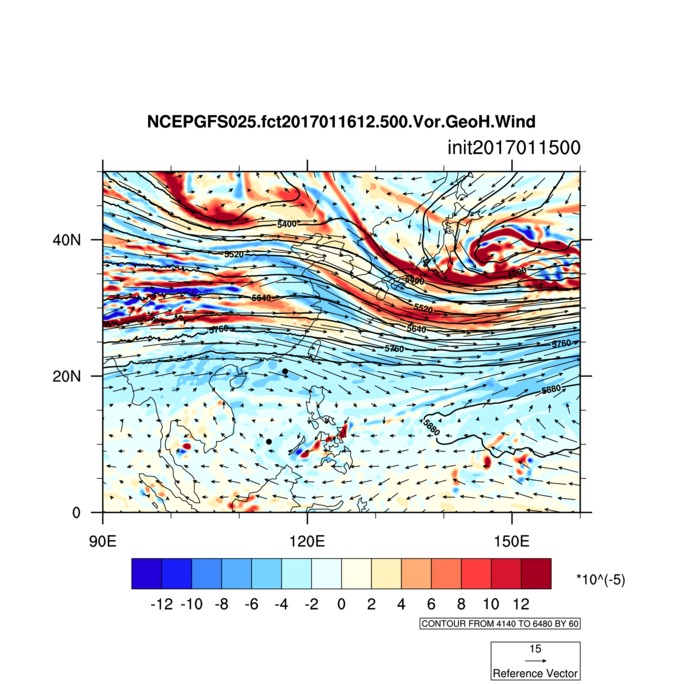 NCEPGFS025.fct2017011612.500.Vor.GeoH.Wind
init2017011500
40N
20N
0
90E 120E 150E
5400
5520
5640
5760
5400
5520
5640
5760
5760
5880
5880
-12 -10 -8 -6 -4 -2 0 2 4 6 8 10 12
*10^(-5)
CONTOUR FROM 4140 TO 6480 BY 60
15
Reference Vector